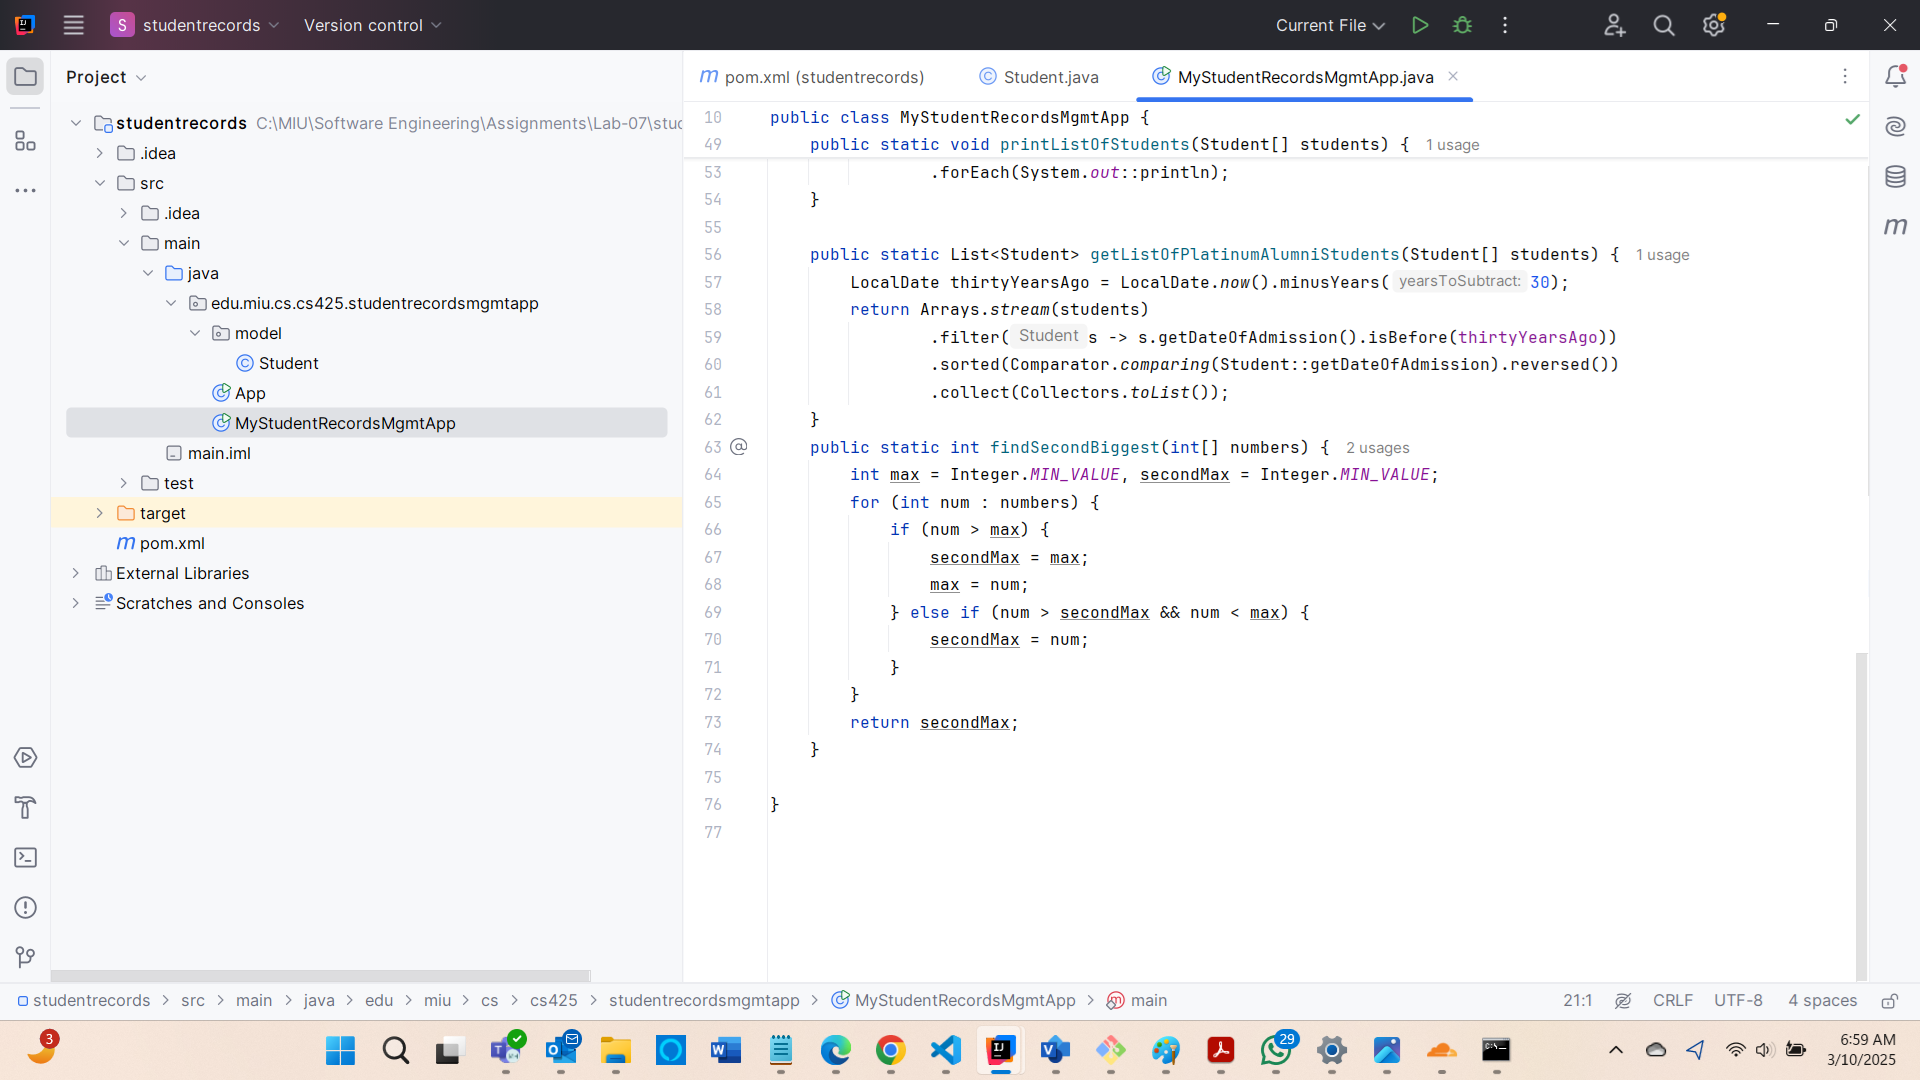 S studentrecords Version control Current File
Project
studentrecords C:\MIU\Software Engineering\Assignments\Lab-07\stud
.idea
src
.idea
main
java
edu.miu.cs.cs425.studentrecordsmgmtapp
model
Student
App
MyStudentRecordsMgmtApp
main.iml
test
target
m pom.xml
External Libraries
Scratches and Consoles
m pom.xml (studentrecords) Student.java MyStudentRecordsMgmtApp.java
10 public class MyStudentRecordsMgmtApp {
49 public static void printListOfStudents(Student[] students) { 1 usage
53 .forEach(System.out::println);
54 }
55
56 public static List<Student> getListOfPlatinumAlumniStudents(Student[] students) { 1 usage
57 LocalDate thirtyYearsAgo = LocalDate.now().minusYears( yearsToSubtract: 30);
58 return Arrays.stream(students)
59 .filter( Student s -> s.getDateOfAdmission().isBefore(thirtyYearsAgo))
60 .sorted(Comparator.comparing(Student::getDateOfAdmission).reversed())
61 .collect(Collectors.toList());
62 }
63 @ public static int findSecondBiggest(int[] numbers) { 2 usages
64 int max = Integer.MIN_VALUE, secondMax = Integer.MIN_VALUE;
65 for (int num : numbers) {
66 if (num > max) {
67 secondMax = max;
68 max = num;
69 } else if (num > secondMax && num < max) {
70 secondMax = num;
71 }
72 }
73 return secondMax;
74 }
75
76 }
77
m
studentrecords > src > main > java > edu > miu > cs > cs425 > studentrecordsmgmtapp > MyStudentRecordsMgmtApp > main 21:1 CRLF UTF-8 4 spaces
3 29 6:59 AM
3/10/2025